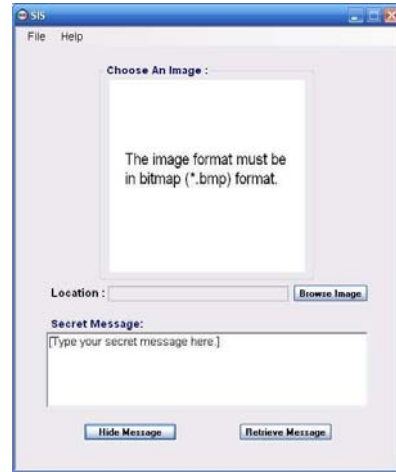 SIS
File Help
Choose An Image :
The image format must be
in bitmap (*.bmp) format.
Location : Browse Image
Secret Message:
[Type your secret message here.]
Hide Message Retrieve Message